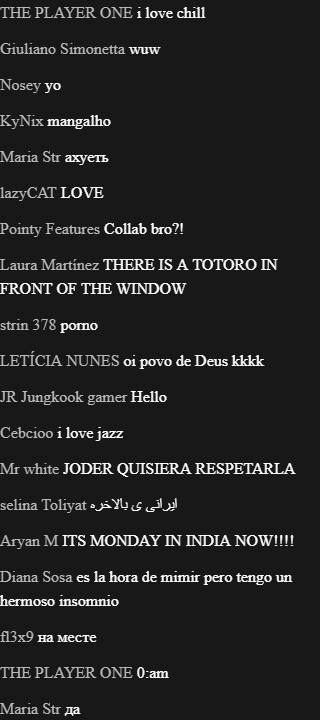 THE PLAYER ONE i love chill
Giuliano Simonetta wuw
Nosey yo
KyNix mangalho
Maria Str ахуеть
lazyCAT LOVE
Pointy Features Collab bro?!
Laura Martínez THERE IS A TOTORO IN
FRONT OF THE WINDOW
strin 378 porno
LETÍCIA NUNES oi povo de Deus kkkk
JR Jungkook gamer Hello
Cebcioo i love jazz
Mr white JODER QUISIERA RESPETARLA
selina Toliyat ایرانی ی بالاخره
Aryan M ITS MONDAY IN INDIA NOW!!!!
Diana Sosa es la hora de mimir pero tengo un
hermoso insomnio
fl3x9 на месте
THE PLAYER ONE 0:am
Maria Str да